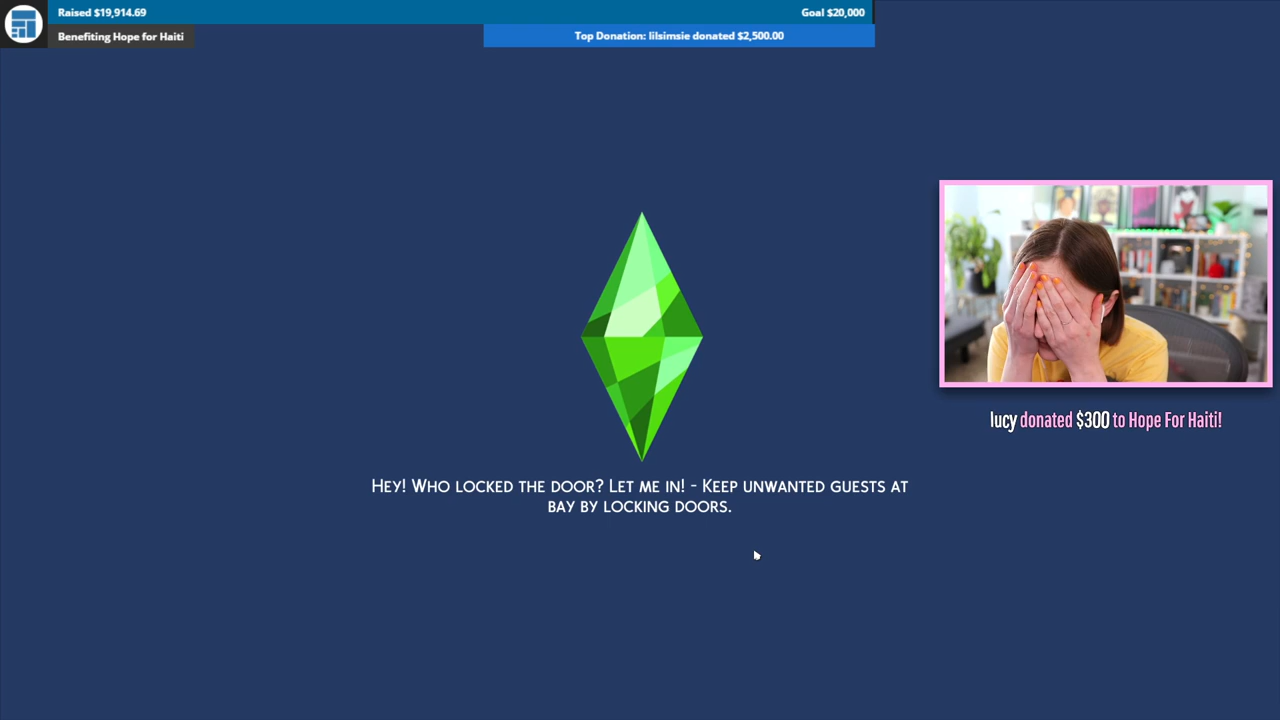 Raised $19,914.69
Goal $20,000
Benefiting Hope for Haiti
Top Donation: lilsimsie donated $2,500.00
lucy donated $300 to Hope For Haiti!
Hey! Who locked the door? Let me in! - Keep unwanted guests at
bay by locking doors.